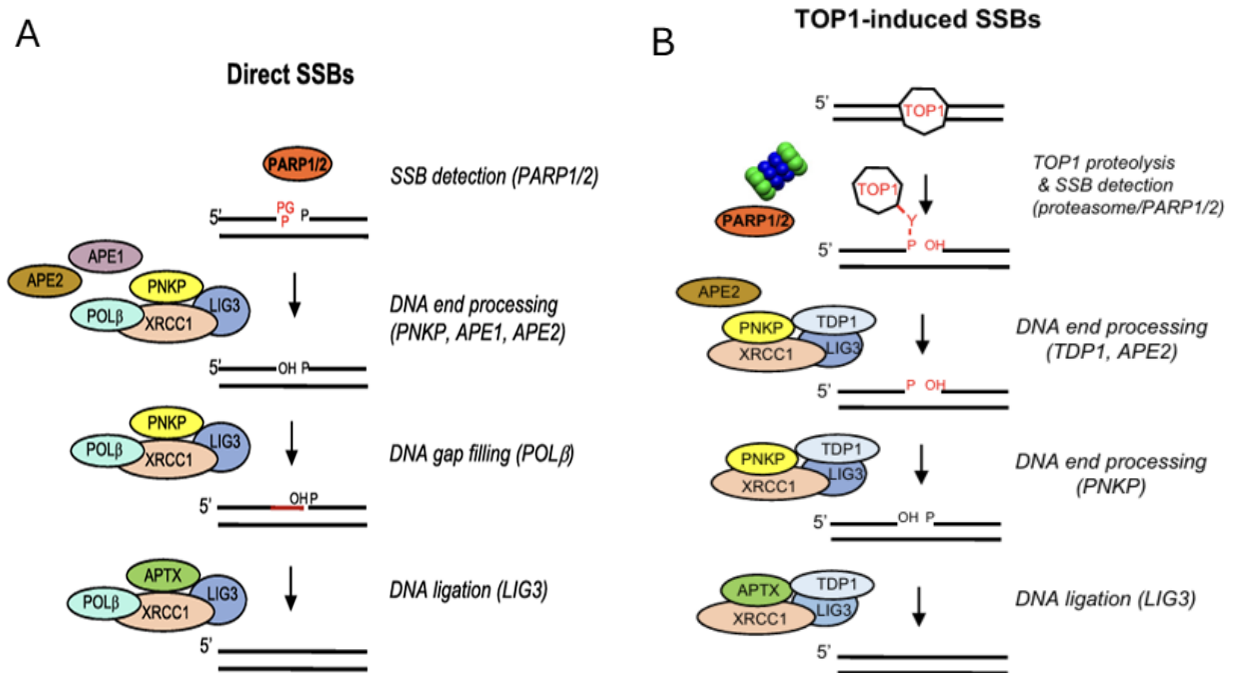 A
Direct SSBs
PARP1/2
SSB detection (PARP1/2)
PG
P
P
5'
APE1
APE2
PNKP
LIG3
POLβ
XRCC1
DNA end processing
(PNKP, APE1, APE2)
5'
OH P
PNKP
LIG3
POLβ
XRCC1
DNA gap filling (POLβ)
OH P
5'
APTX
LIG3
POLβ
XRCC1
DNA ligation (LIG3)
5'
TOP1-induced SSBs
B
5'
TOP1
TOP1 proteolysis
& SSB detection
(proteasome/PARP1/2)
TOP1
PARP1/2
Y
P OH
5'
APE2
PNKP
TDP1
XRCC1
LIG3
DNA end processing
(TDP1, APE2)
P OH
5'
PNKP
TDP1
XRCC1
LIG3
DNA end processing
(PNKP)
OH P
5'
APTX
TDP1
XRCC1
LIG3
DNA ligation (LIG3)
5'